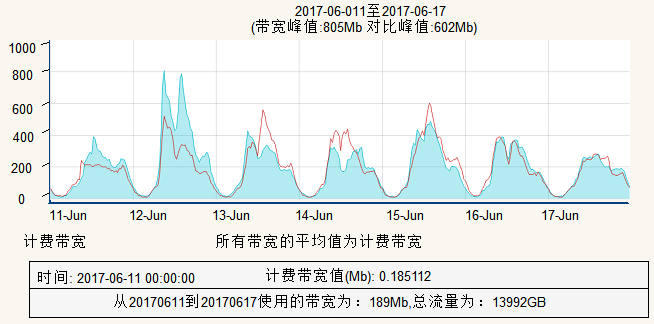 2017-06-011至2017-06-17
(带宽峰值:805Mb 对比峰值:602Mb)
1000
800
600
400
200
0
11-Jun 12-Jun 13-Jun 14-Jun 15-Jun 16-Jun 17-Jun
计费带宽 所有带宽的平均值为计费带宽
时间: 2017-06-11 00:00:00 计费带宽值(Mb): 0.185112
从20170611到20170617使用的带宽为：189Mb,总流量为：13992GB